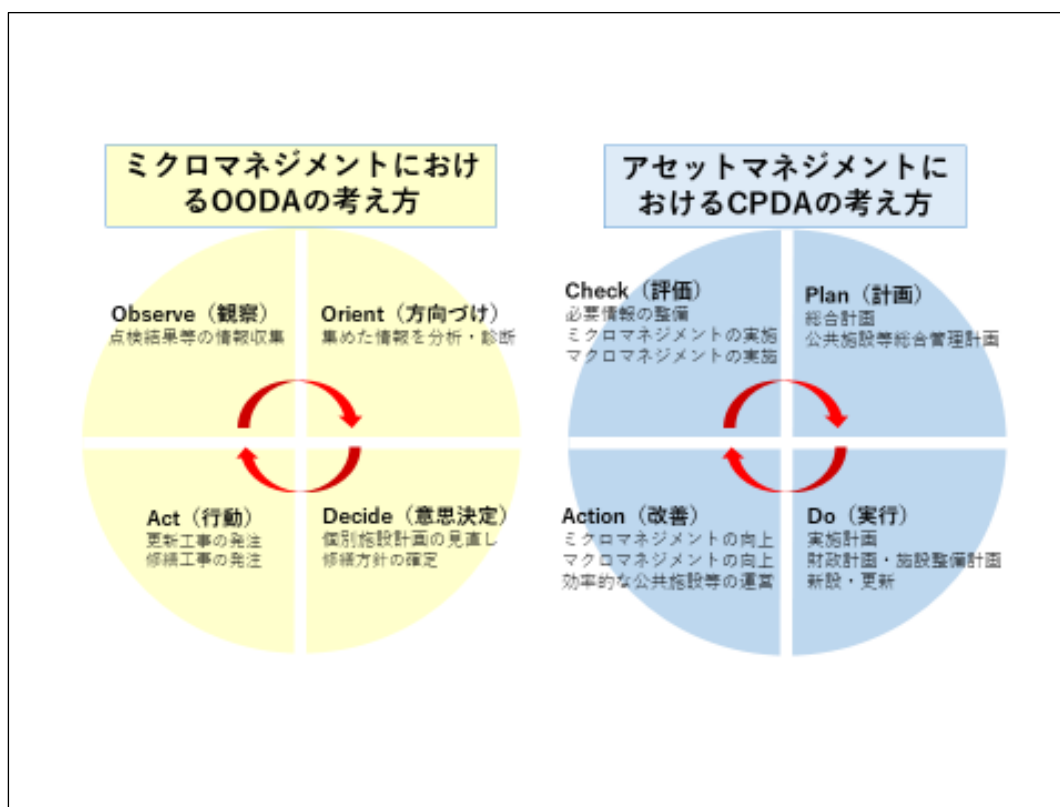 ミクロマネジメントにおけ
るOODAの考え方
Observe（観察）
点検結果等の情報収集
Orient（方向づけ）
集めた情報を分析・診断
Act（行動）
更新工事の発注
修繕工事の発注
Decide（意思決定）
個別施設計画の見直し
修繕方針の確定
アセットマネジメントに
おけるCPDAの考え方
Check（評価）
必要情報の整備
ミクロマネジメントの実施
マクロマネジメントの実施
Plan（計画）
総合計画
公共施設等総合管理計画
Action（改善）
ミクロマネジメントの向上
マクロマネジメントの向上
効率的な公共施設等の運営
Do（実行）
実施計画
財政計画・施設整備計画
新設・更新